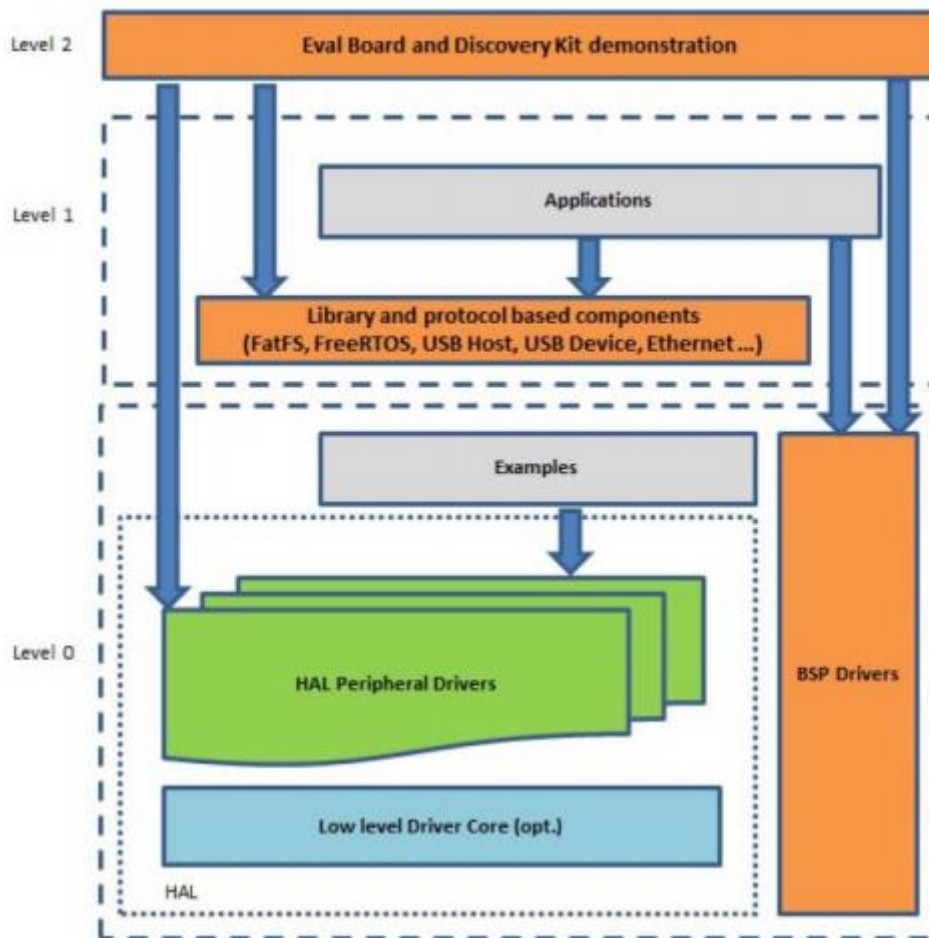 Level 2
Eval Board and Discovery Kit demonstration
Level 1
Applications
Library and protocol based components
(FatFS, FreeRTOS, USB Host, USB Device, Ethernet ...)
Examples
Level 0
HAL Peripheral Drivers
BSP Drivers
Low level Driver Core (opt.)
HAL